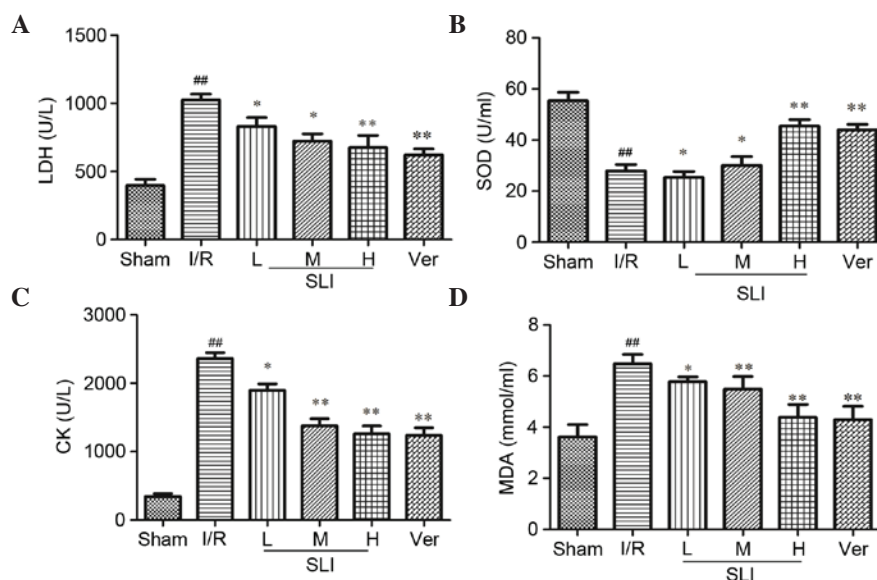 A
LDH (U/L)
1500
1000
500
0
##
*
*
**
**
Sham I/R L M H Ver
SLI
B
SOD (U/ml)
80
60
40
20
0
##
*
*
**
**
Sham I/R L M H Ver
SLI
C
CK (U/L)
3000
2000
1000
0
##
*
**
**
**
Sham I/R L M H Ver
SLI
D
MDA (mmol/ml)
8
6
4
2
0
##
*
**
**
**
Sham I/R L M H Ver
SLI